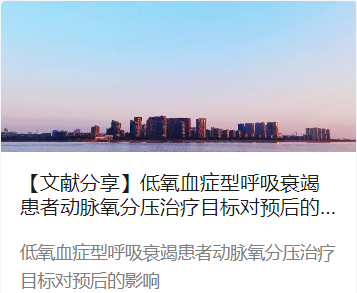 【文献分享】低氧血症型呼吸衰竭
患者动脉氧分压治疗目标对预后的...
低氧血症型呼吸衰竭患者动脉氧分压治疗
目标对预后的影响